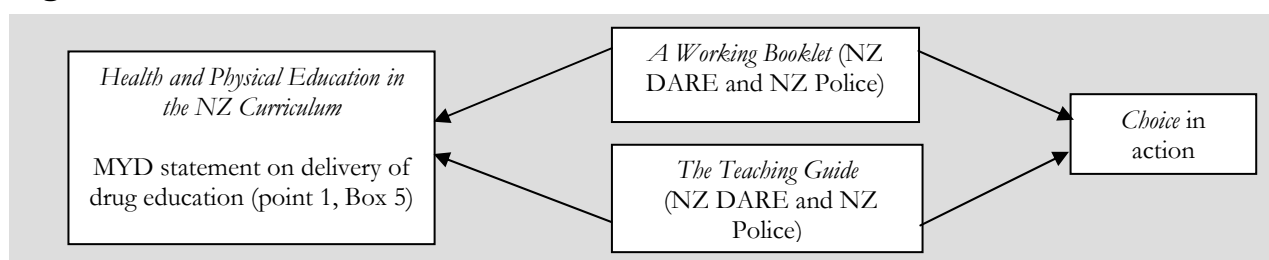 Health and Physical Education in
the NZ Curriculum
MYD statement on delivery of
drug education (point 1, Box 5)
A Working Booklet (NZ
DARE and NZ Police)
The Teaching Guide
(NZ DARE and NZ
Police)
Choice in
action